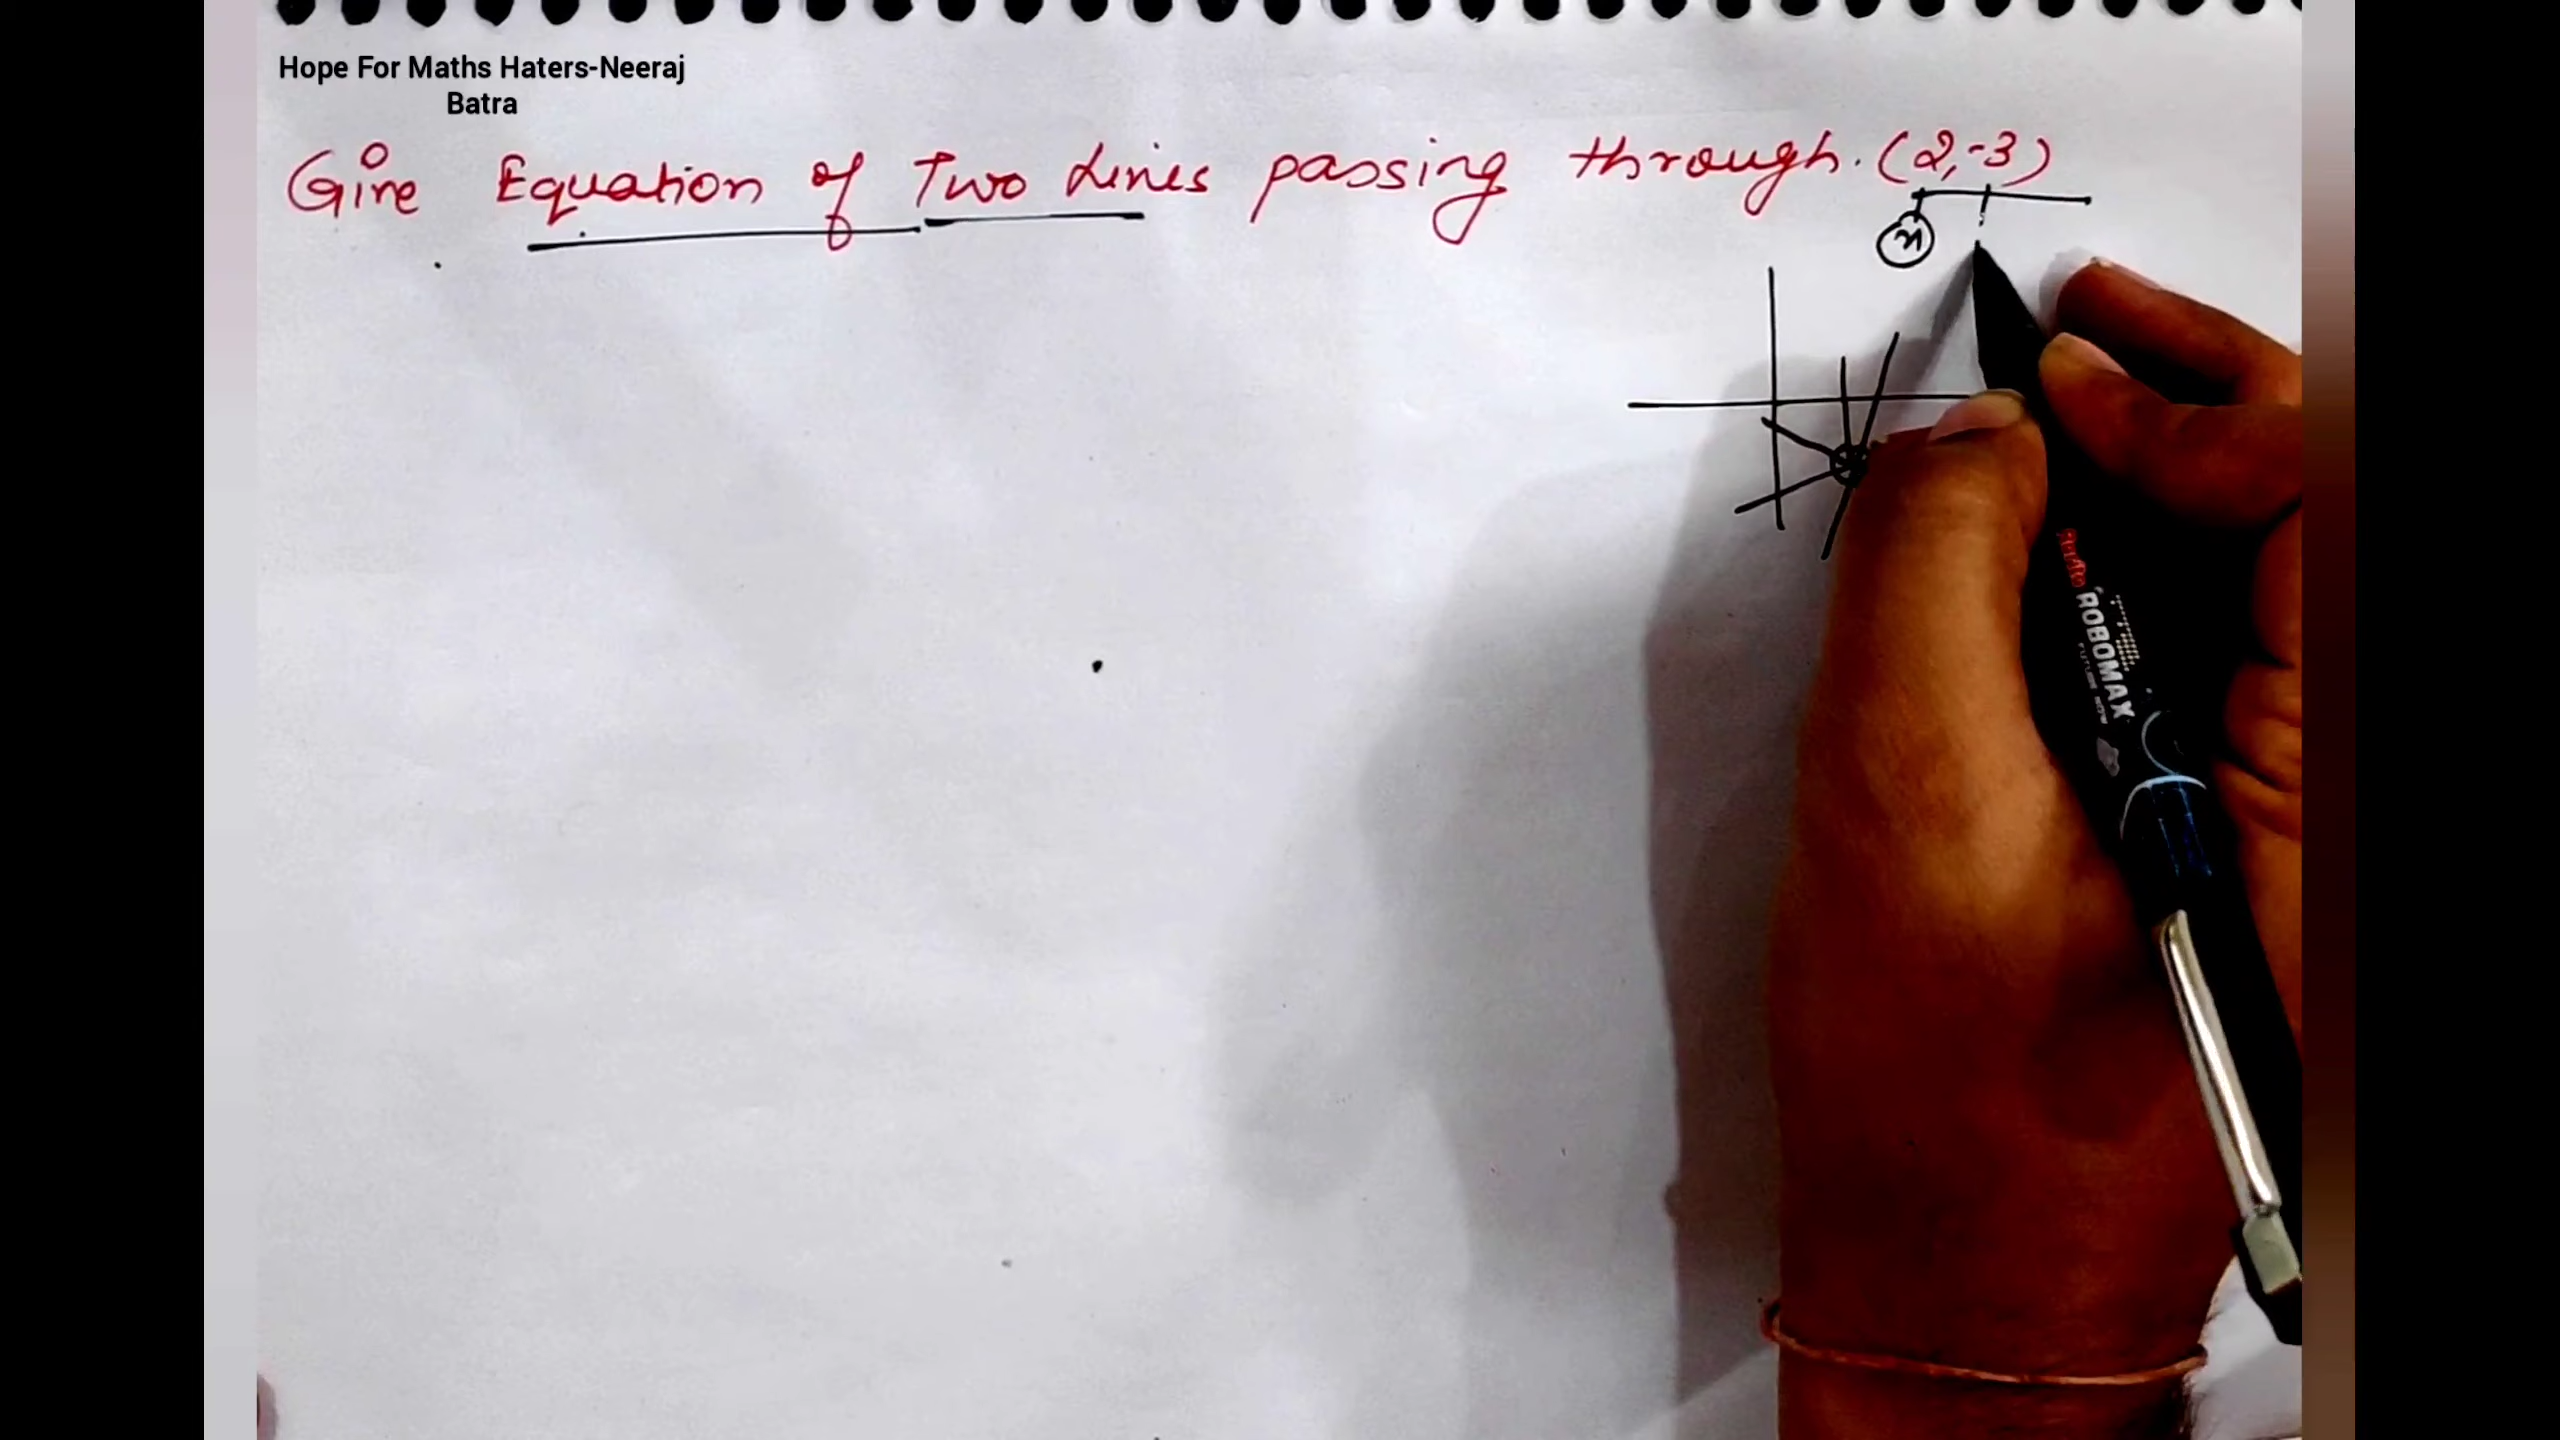 Hope For Maths Haters-Neeraj
Batra
Give Equation of Two Lines passing through. (2,-3)
x
ROBOMAX